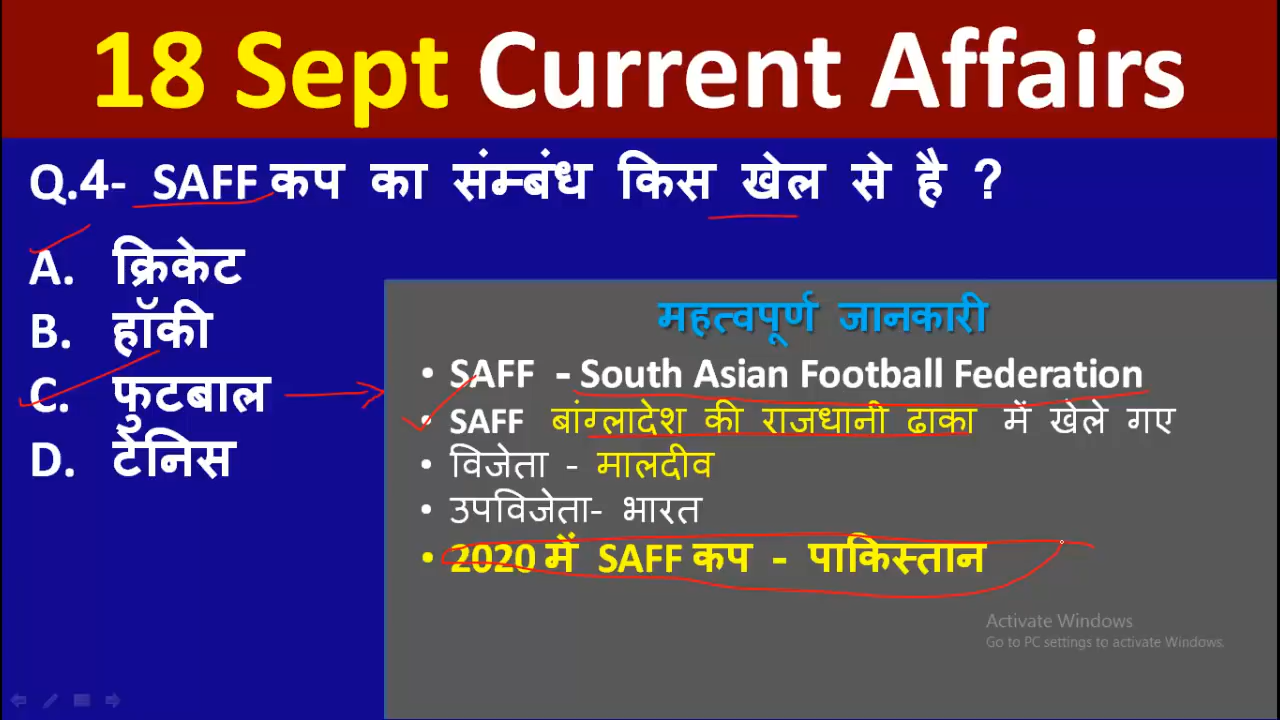 18 Sept Current Affairs
Q.4- SAFF कप का संम्बंध किस खेल से है ?
A. क्रिकेट
B. हॉकी
C. फुटबाल
D. टेनिस
महत्वपूर्ण जानकारी
• SAFF - South Asian Football Federation
• SAFF बांग्लादेश की राजधानी ढाका में खेले गए
• विजेता - मालदीव
• उपविजेता- भारत
• 2020 में SAFF कप - पाकिस्तान
Activate Windows
Go to PC settings to activate Windows.